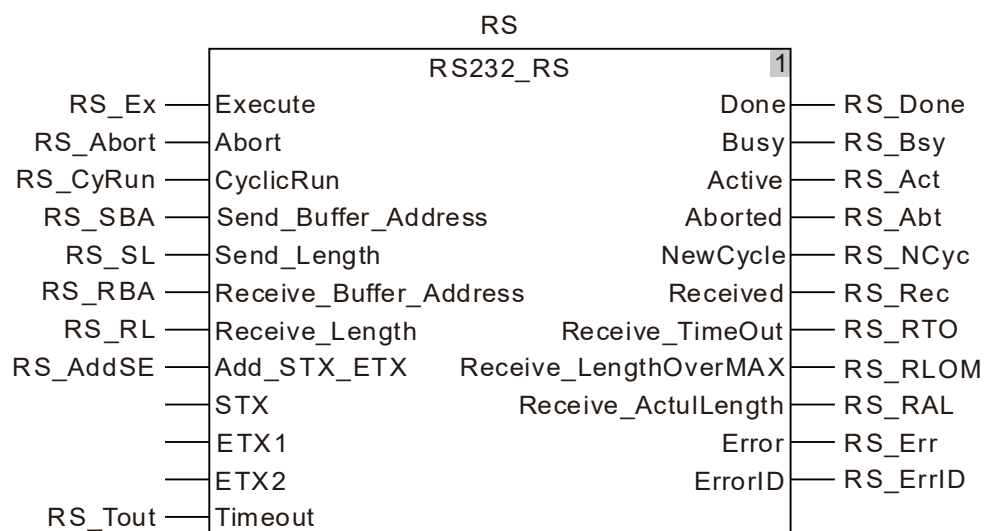 RS
RS232_RS 1
RS_Ex Execute Done RS_Done
RS_Abort Abort Busy RS_Bsy
RS_CyRun CyclicRun Active RS_Act
RS_SBA Send_Buffer_Address Aborted RS_Abt
RS_SL Send_Length NewCycle RS_NCyc
RS_RBA Receive_Buffer_Address Received RS_Rec
RS_RL Receive_Length Receive_TimeOut RS_RTO
RS_AddSE Add_STX_ETX Receive_LengthOverMAX RS_RLOM
STX Receive_ActulLength RS_RAL
ETX1 Error RS_Err
ETX2 ErrorID RS_ErrID
RS_Tout Timeout